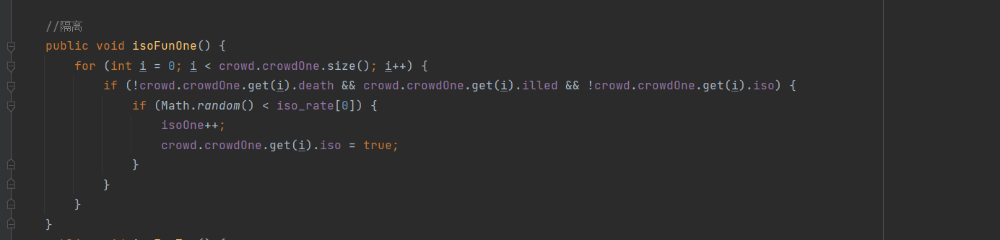 //隔离
public void isoFunOne() {
for (int i = 0; i < crowd.crowdOne.size(); i++) {
if (!crowd.crowdOne.get(i).death && crowd.crowdOne.get(i).illed && !crowd.crowdOne.get(i).iso) {
if (Math.random() < iso_rate[0]) {
isoOne++;
crowd.crowdOne.get(i).iso = true;
}
}
}
}